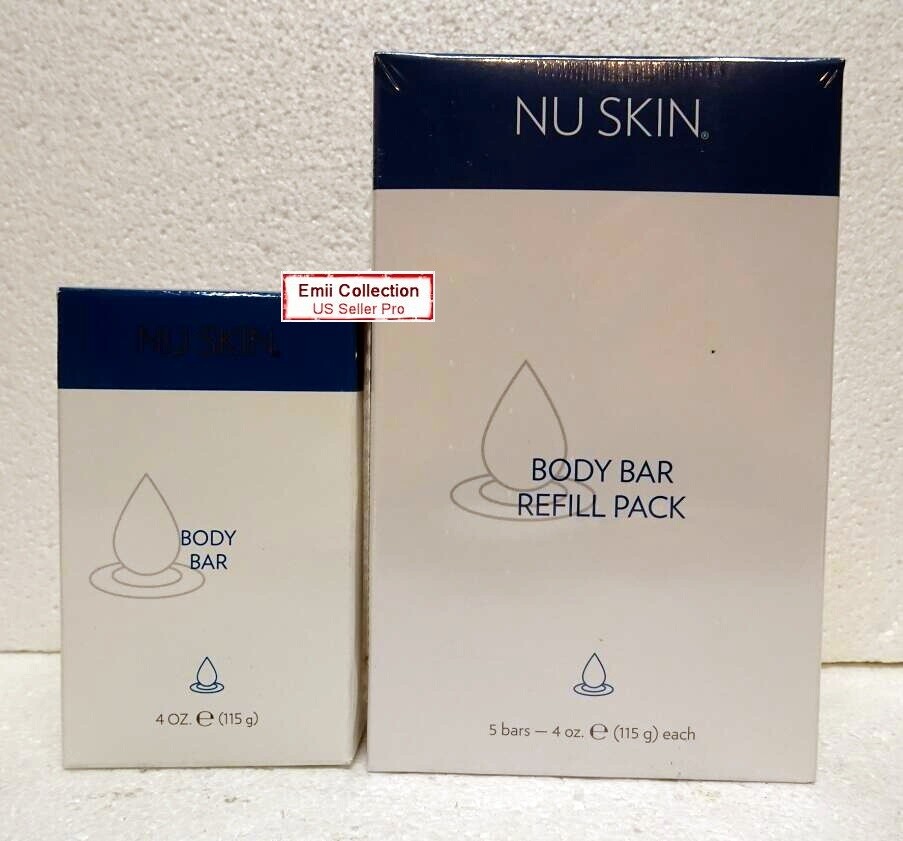 NU SKIN®
Emii Collection
US Seller Pro
NU SKIN®
BODY BAR
REFILL PACK
BODY
BAR
4 OZ. ℮ (115 g)
5 bars — 4 oz. ℮ (115 g) each